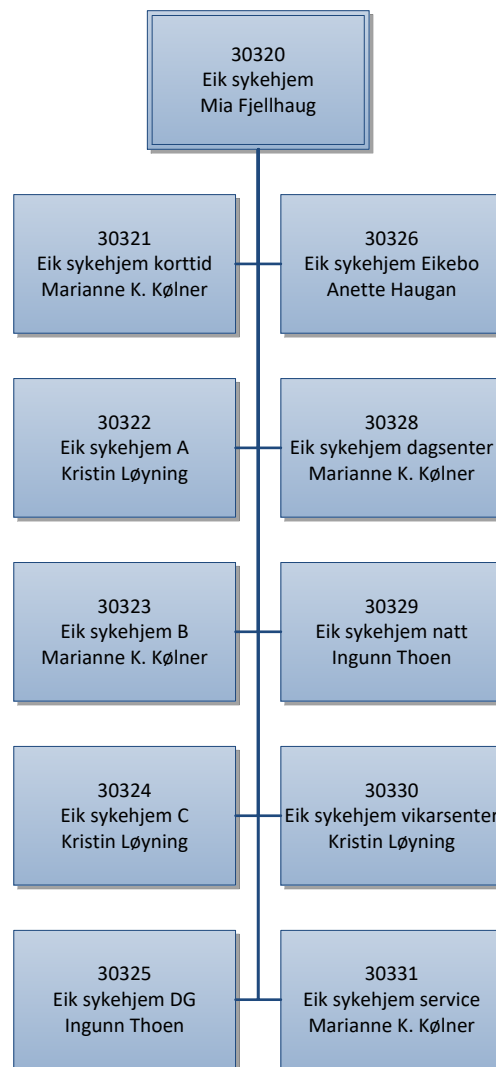 30320
Eik sykehjem
Mia Fjellhaug
30321
Eik sykehjem korttid
Marianne K. Kølner
30326
Eik sykehjem Eikebo
Anette Haugan
30322
Eik sykehjem A
Kristin Løyning
30328
Eik sykehjem dagsenter
Marianne K. Kølner
30323
Eik sykehjem B
Marianne K. Kølner
30329
Eik sykehjem natt
Ingunn Thoen
30324
Eik sykehjem C
Kristin Løyning
30330
Eik sykehjem vikarsenter
Kristin Løyning
30325
Eik sykehjem DG
Ingunn Thoen
30331
Eik sykehjem service
Marianne K. Kølner